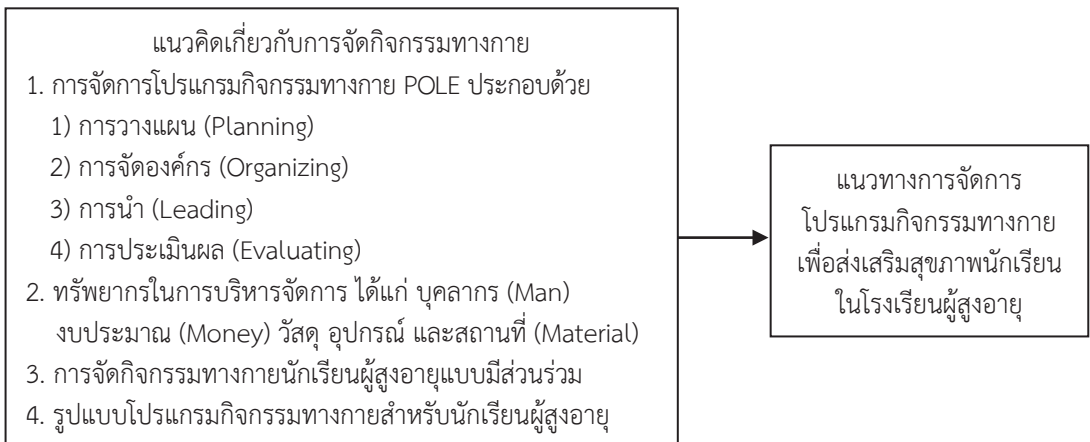 แนวคิดเกี่ยวกับการจัดกิจกรรมทางกาย
1. การจัดการโปรแกรมกิจกรรมทางกาย POLE ประกอบด้วย
1) การวางแผน (Planning)
2) การจัดองค์กร (Organizing)
3) การนำ (Leading)
4) การประเมินผล (Evaluating)
2. ทรัพยากรในการบริหารจัดการ ได้แก่ บุคลากร (Man)
งบประมาณ (Money) วัสดุ อุปกรณ์ และสถานที่ (Material)
3. การจัดกิจกรรมทางกายนักเรียนผู้สูงอายุแบบมีส่วนร่วม
4. รูปแบบโปรแกรมกิจกรรมทางกายสำหรับนักเรียนผู้สูงอายุ
แนวทางการจัดการ
โปรแกรมกิจกรรมทางกาย
เพื่อส่งเสริมสุขภาพนักเรียน
ในโรงเรียนผู้สูงอายุ